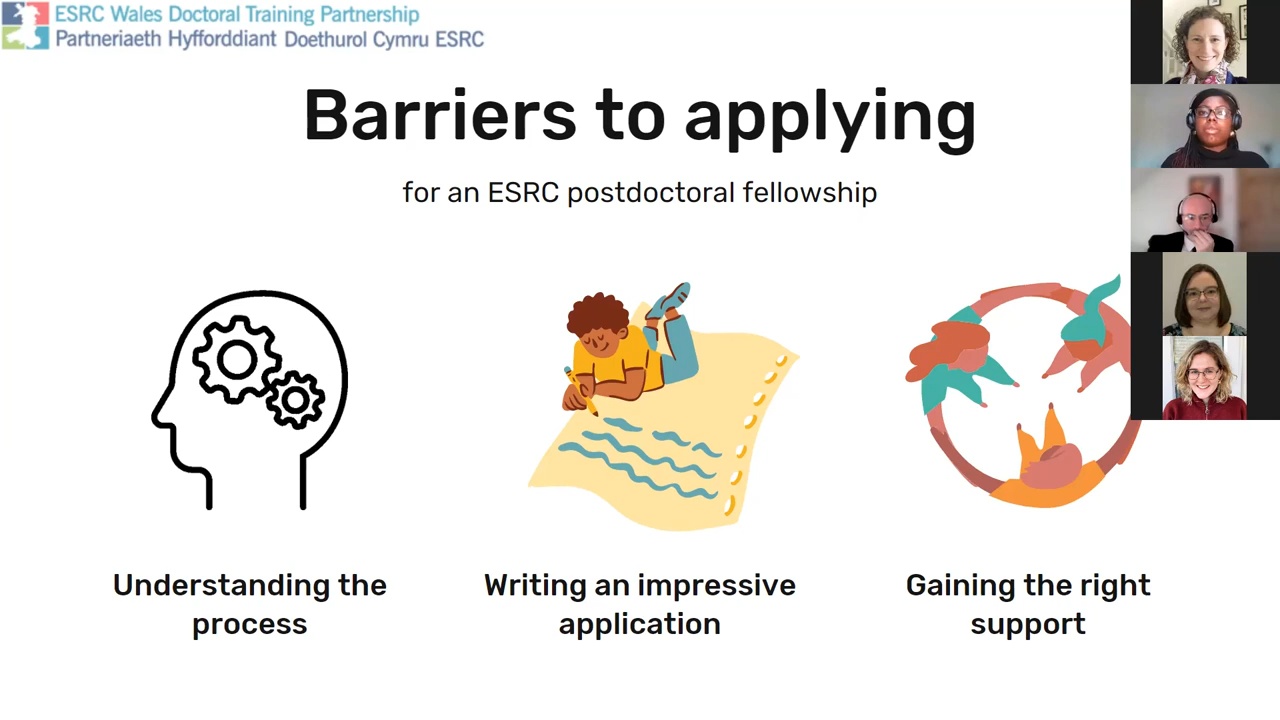 ESRC Wales Doctoral Training Partnership
Partneriaeth Hyfforddiant Doethurol Cymru ESRC
Barriers to applying
for an ESRC postdoctoral fellowship
Understanding the
process
Writing an impressive
application
Gaining the right
support